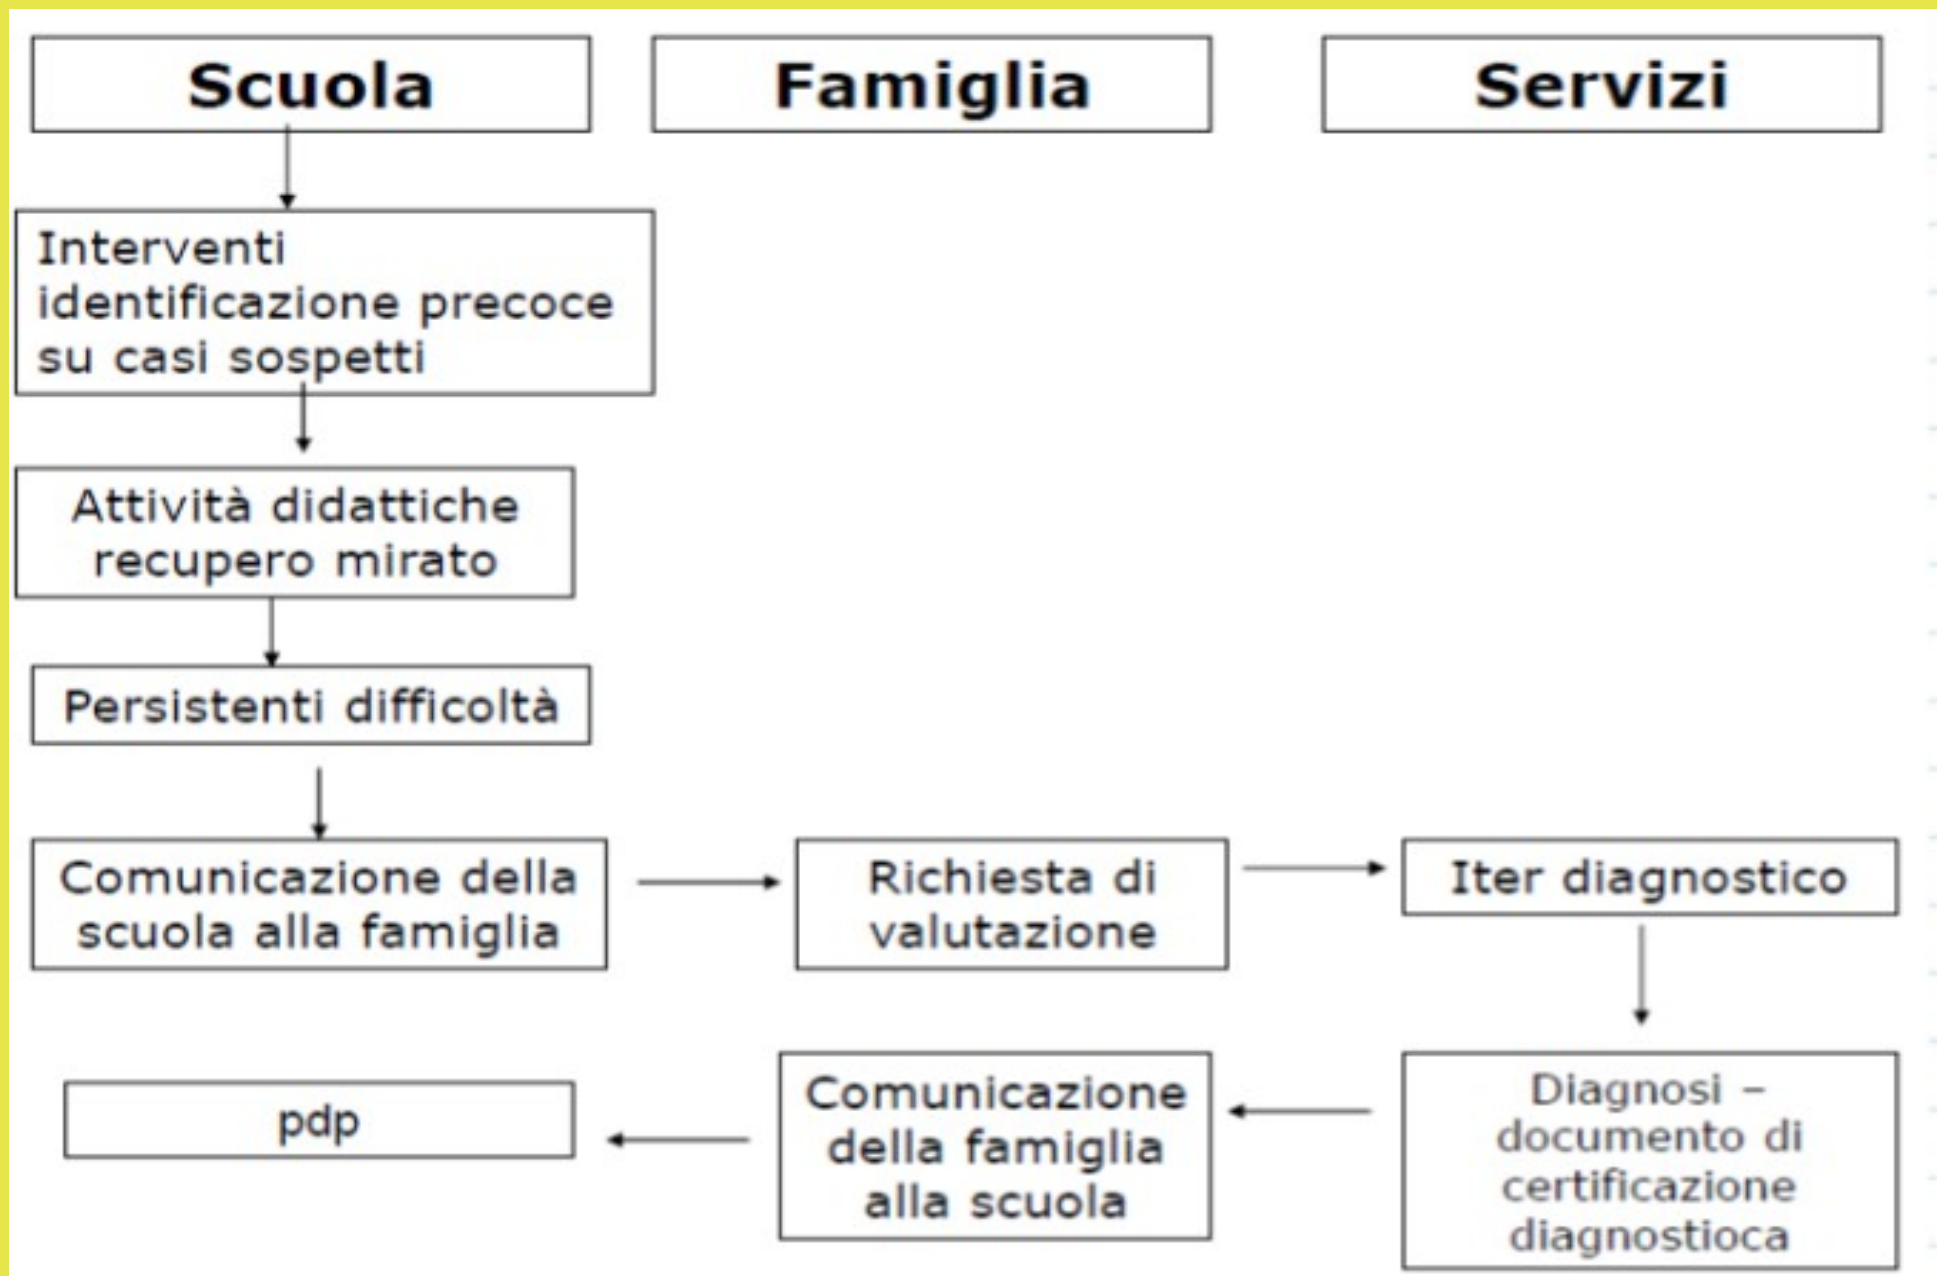 Scuola
Famiglia
Servizi
Interventi
identificazione precoce
su casi sospetti
Attività didattiche
recupero mirato
Persistenti difficoltà
Comunicazione della
scuola alla famiglia
Richiesta di
valutazione
Iter diagnostico
Diagnosi –
documento di
certificazione
diagnostioca
Comunicazione
della famiglia
alla scuola
pdp